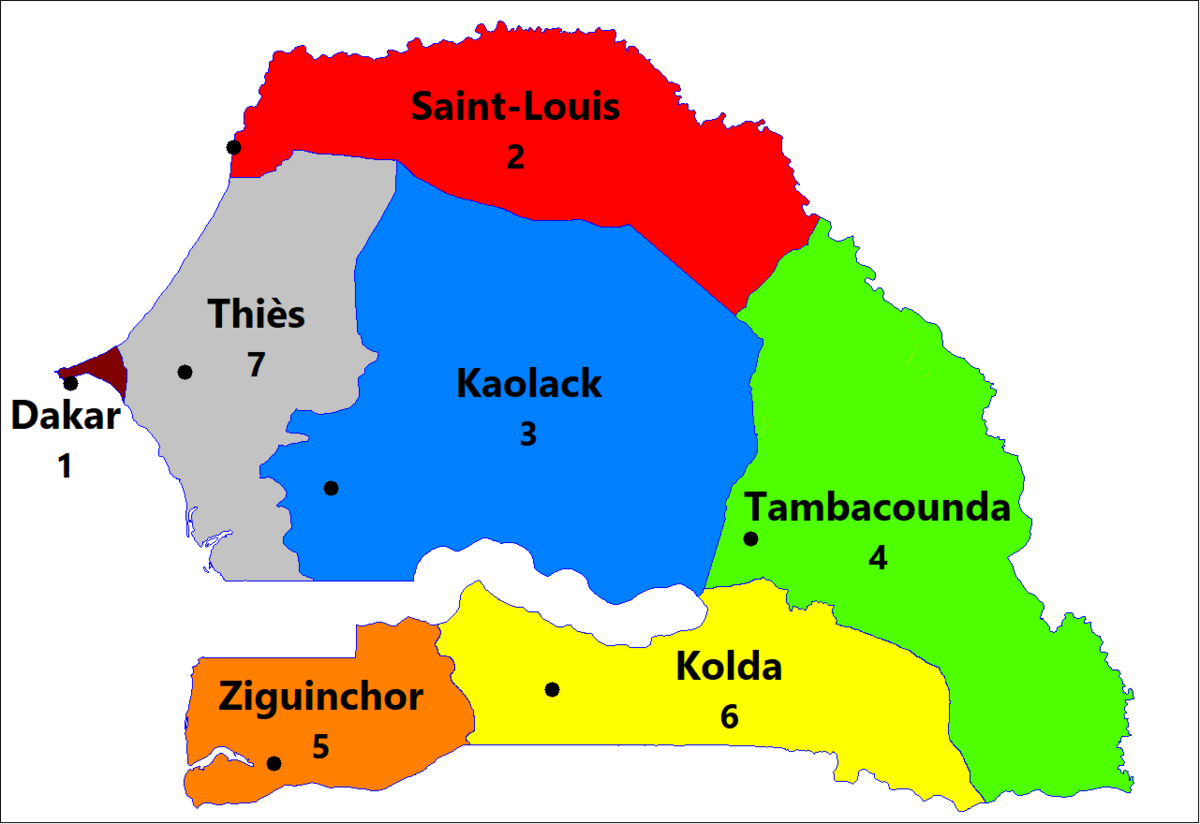 Saint-Louis
2
Thiès
7
Kaolack
3
Dakar
1
Tambacounda
4
Kolda
6
Ziguinchor
5